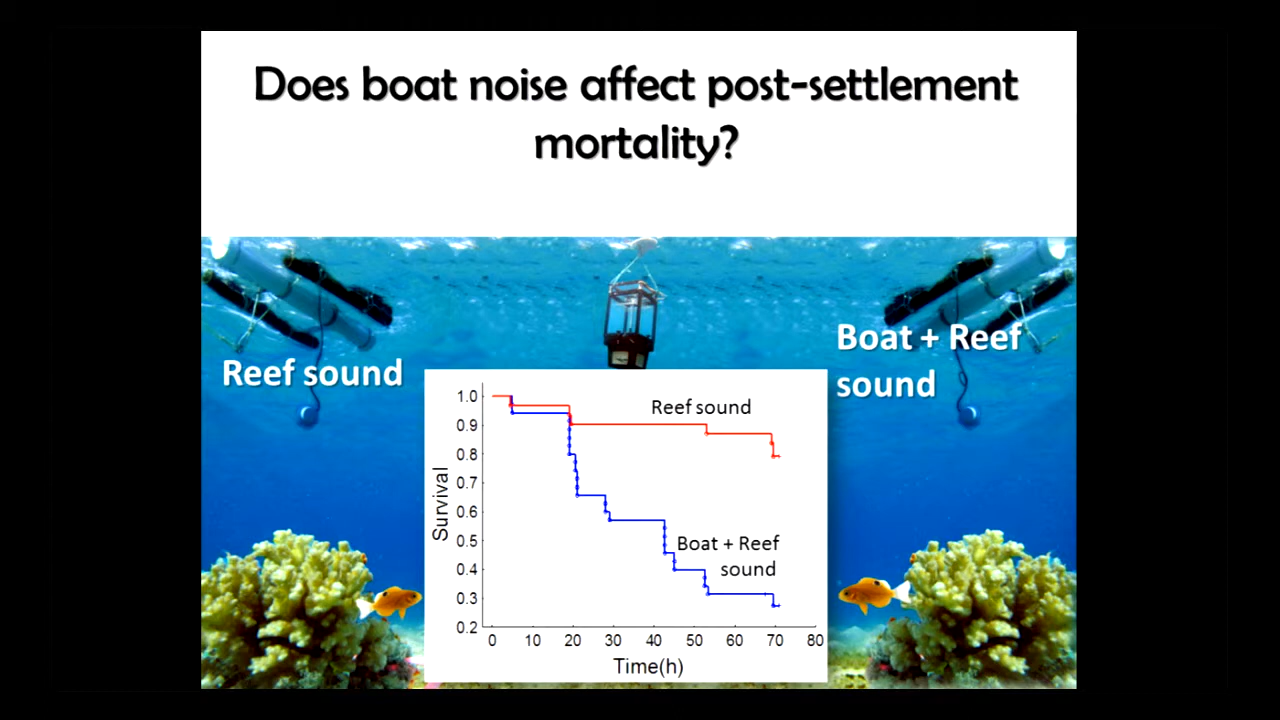 Does boat noise affect post-settlement
mortality?
Reef sound
Boat + Reef
sound
1.0
0.9
0.8
0.7
0.6
0.5
0.4
0.3
0.2
Survival
Reef sound
Boat + Reef
sound
0 10 20 30 40 50 60 70 80
Time(h)